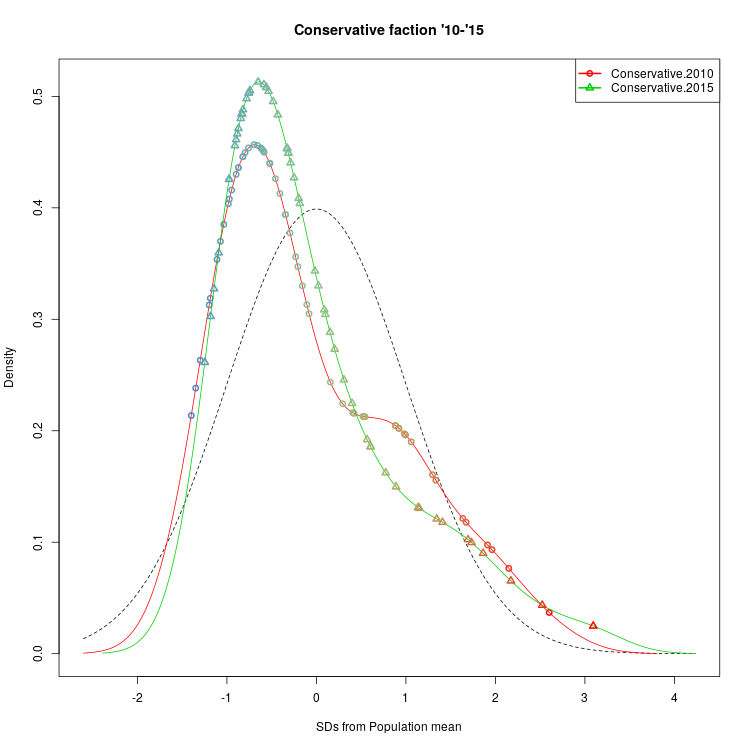 Conservative faction '10-'15
Conservative.2010
Conservative.2015
Density
0.5
0.4
0.3
0.2
0.1
0.0
-2 -1 0 1 2 3 4
SDs from Population mean